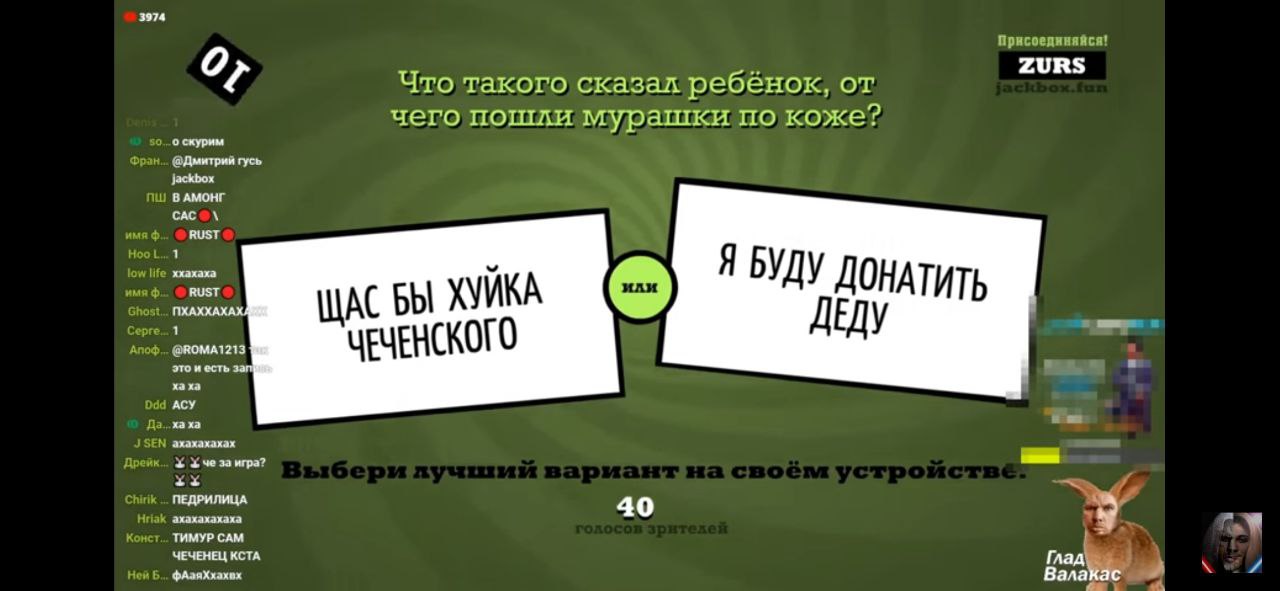 3974
10
Что такого сказал ребёнок, от
чего пошли мурашки по коже?
Присоединяйся!
ZURS
jackbox.fun
Denis ... 1
so... о скурим
Фран... @Дмитрий гусь
jackbox
ПШ В АМОНГ
САС \
имя ф... RUST
Hoo L... 1
low life ххахаха
имя ф... RUST
Ghost... ПХАХХАХАХАХХ
Серге... 1
Апоф... @ROMA1213 так
это и есть запись
ха ха
Ddd АСУ
Да... ха ха
J SEN ахахахахах
Дрейк... че за игра?
Chirik ... ПЕДРИЛИЦА
Hriak ахахахахаха
Конст... ТИМУР САМ
ЧЕЧЕНЕЦ КСТА
Ней Б... фАаяХхахвх
ЩАС БЫ ХУЙКА
ЧЕЧЕНСКОГО
или
Я БУДУ ДОНАТИТЬ
ДЕДУ
Выбери лучший вариант на своём устройстве.
40
голосов зрителей
Глад
Валакас